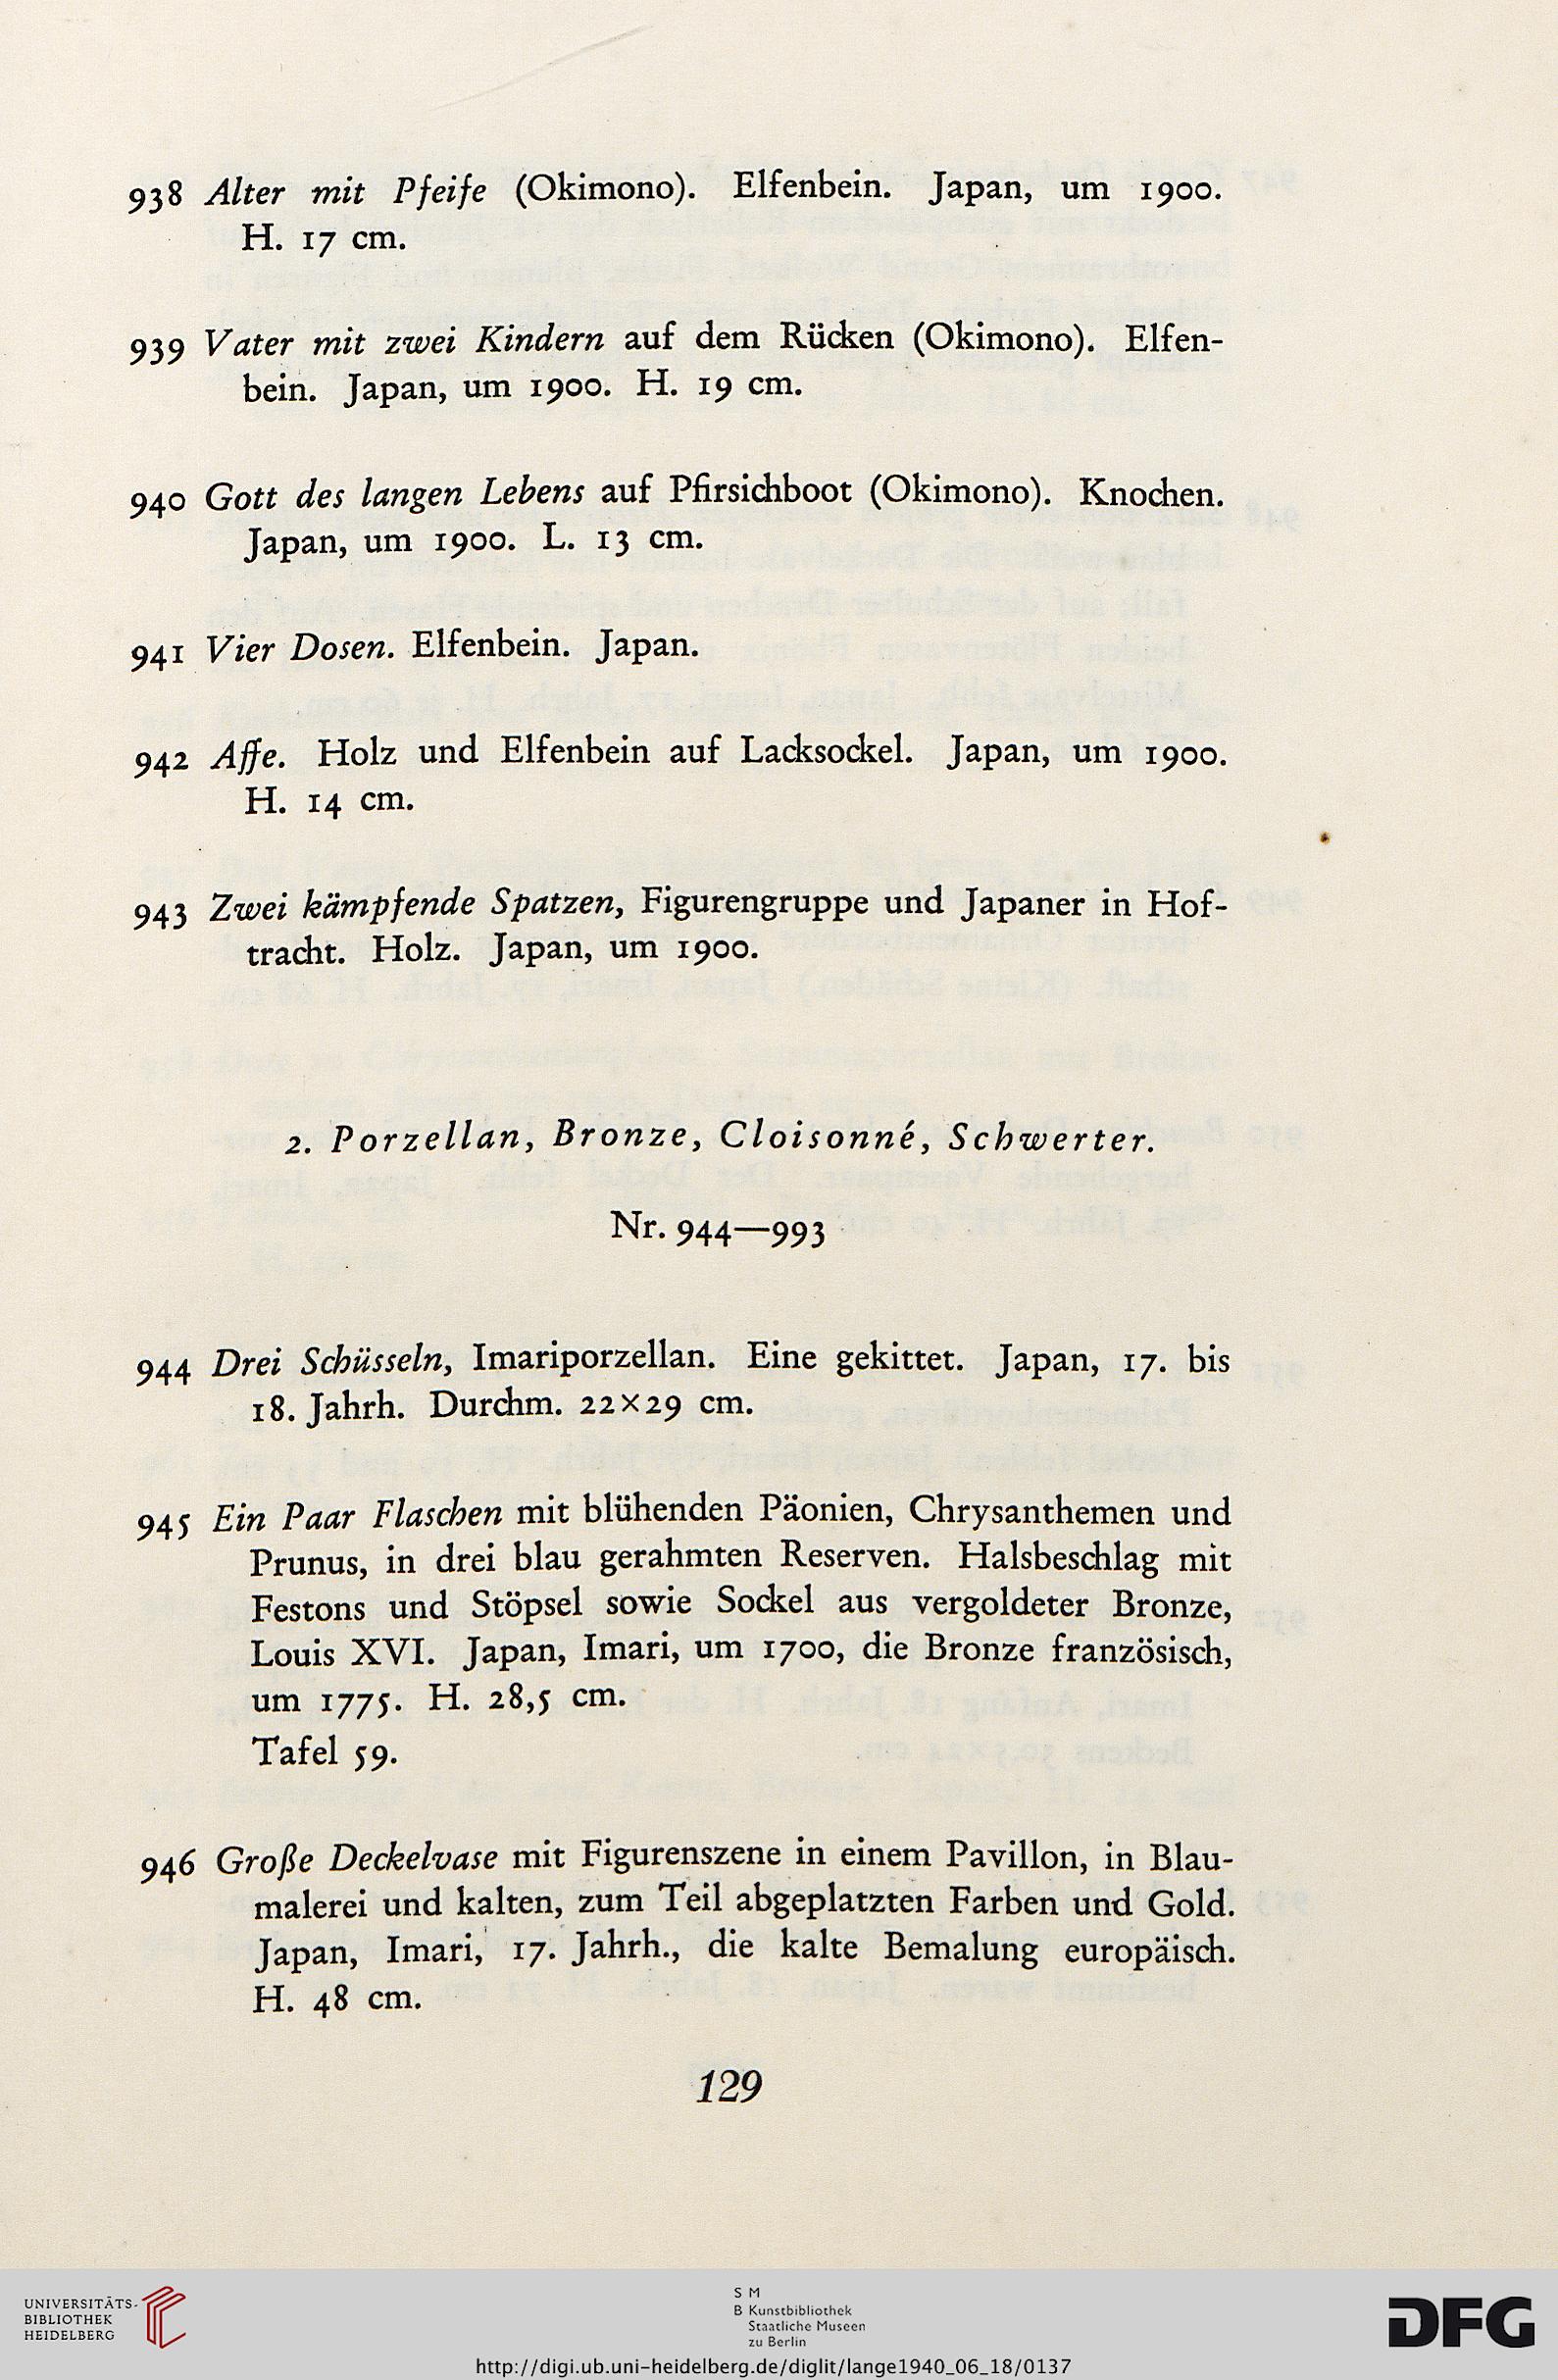 938 Alter mit Pfeife (Okimono). Elfenbein. Japan, um 1900.
H. 17 cm.
939 Vater mit zwei Kindern auf dem Rücken (Okimono). Elfen-
bein. Japan, um 1900. H. 19 cm.
940 Gott des langen Lebens auf Pfirsichboot (Okimono). Knochen.
Japan, um 1900. L. 13 cm.
941 Vier Dosen. Elfenbein. Japan.
942 Affe. Holz und Elfenbein auf Lacksockel. Japan, um 1900.
H. 14 cm.
943 Zwei kämpfende Spatzen, Figurengruppe und Japaner in Hof-
tracht. Holz. Japan, um 1900.
2. Porzellan, Bronze, Cloisonné, Schwerter.
Nr. 944—993
944 Drei Schüsseln, Imariporzellan. Eine gekittet. Japan, 17. bis
18. Jahrh. Durchm. 22×29 cm.
945 Ein Paar Flaschen mit blühenden Päonien, Chrysanthemen und
Prunus, in drei blau gerahmten Reserven. Halsbeschlag mit
Festons und Stöpsel sowie Sockel aus vergoldeter Bronze,
Louis XVI. Japan, Imari, um 1700, die Bronze französisch,
um 1775. H. 28,5 cm.
Tafel 59.
946 Große Deckelvase mit Figurenszene in einem Pavillon, in Blau-
malerei und kalten, zum Teil abgeplatzten Farben und Gold.
Japan, Imari, 17. Jahrh., die kalte Bemalung europäisch.
H. 48 cm.
129
UNIVERSITÄTS-
BIBLIOTHEK
HEIDELBERG
S M
B Kunstbibliothek
Staatliche Museen
zu Berlin
DFG
http://digi.ub.uni-heidelberg.de/diglit/lange1940_06_18/0137